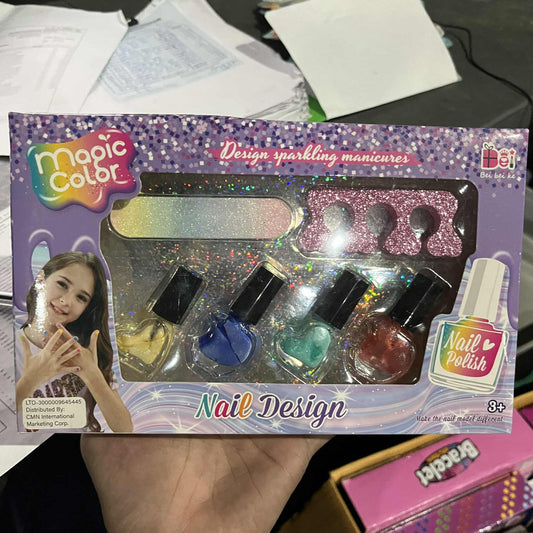 Magic
Color
Design sparkling manicures
Bei
Bei bei ke
Nail
Polish
LTO-3000009645445
Distributed By:
CMN International
Marketing Corp.
Nail Design
3+
Make the nail model different
Bracelet